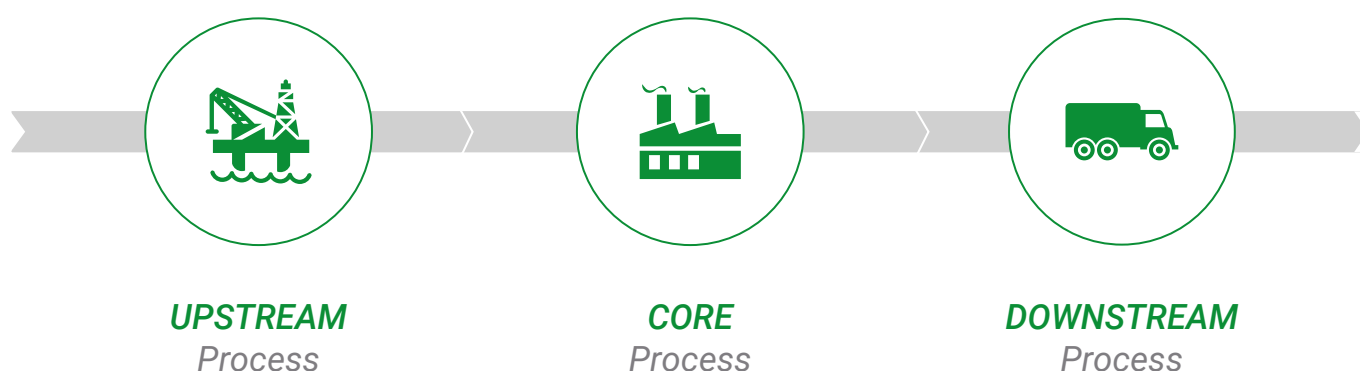 UPSTREAM
Process
CORE
Process
DOWNSTREAM
Process